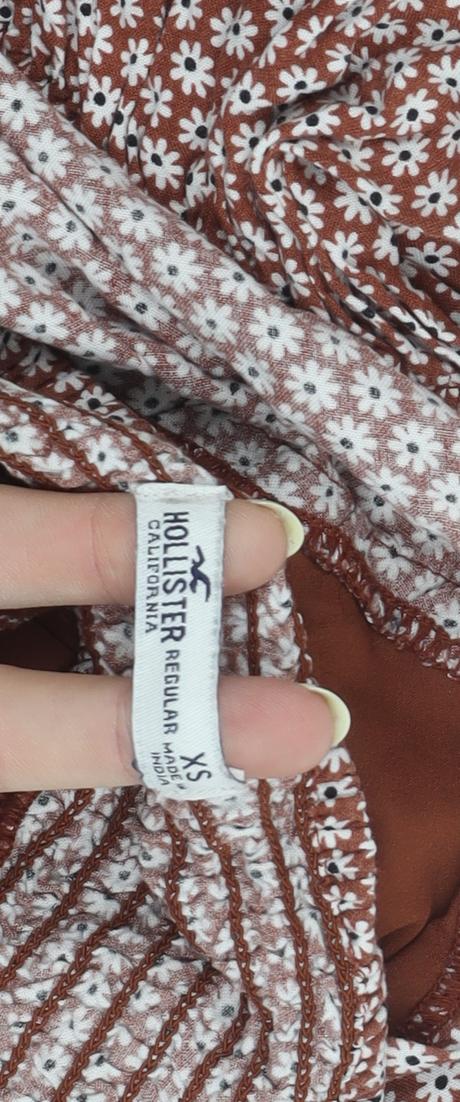 HOLLISTER
CALIFORNIA
REGULAR
XS
MADE IN
INDIA